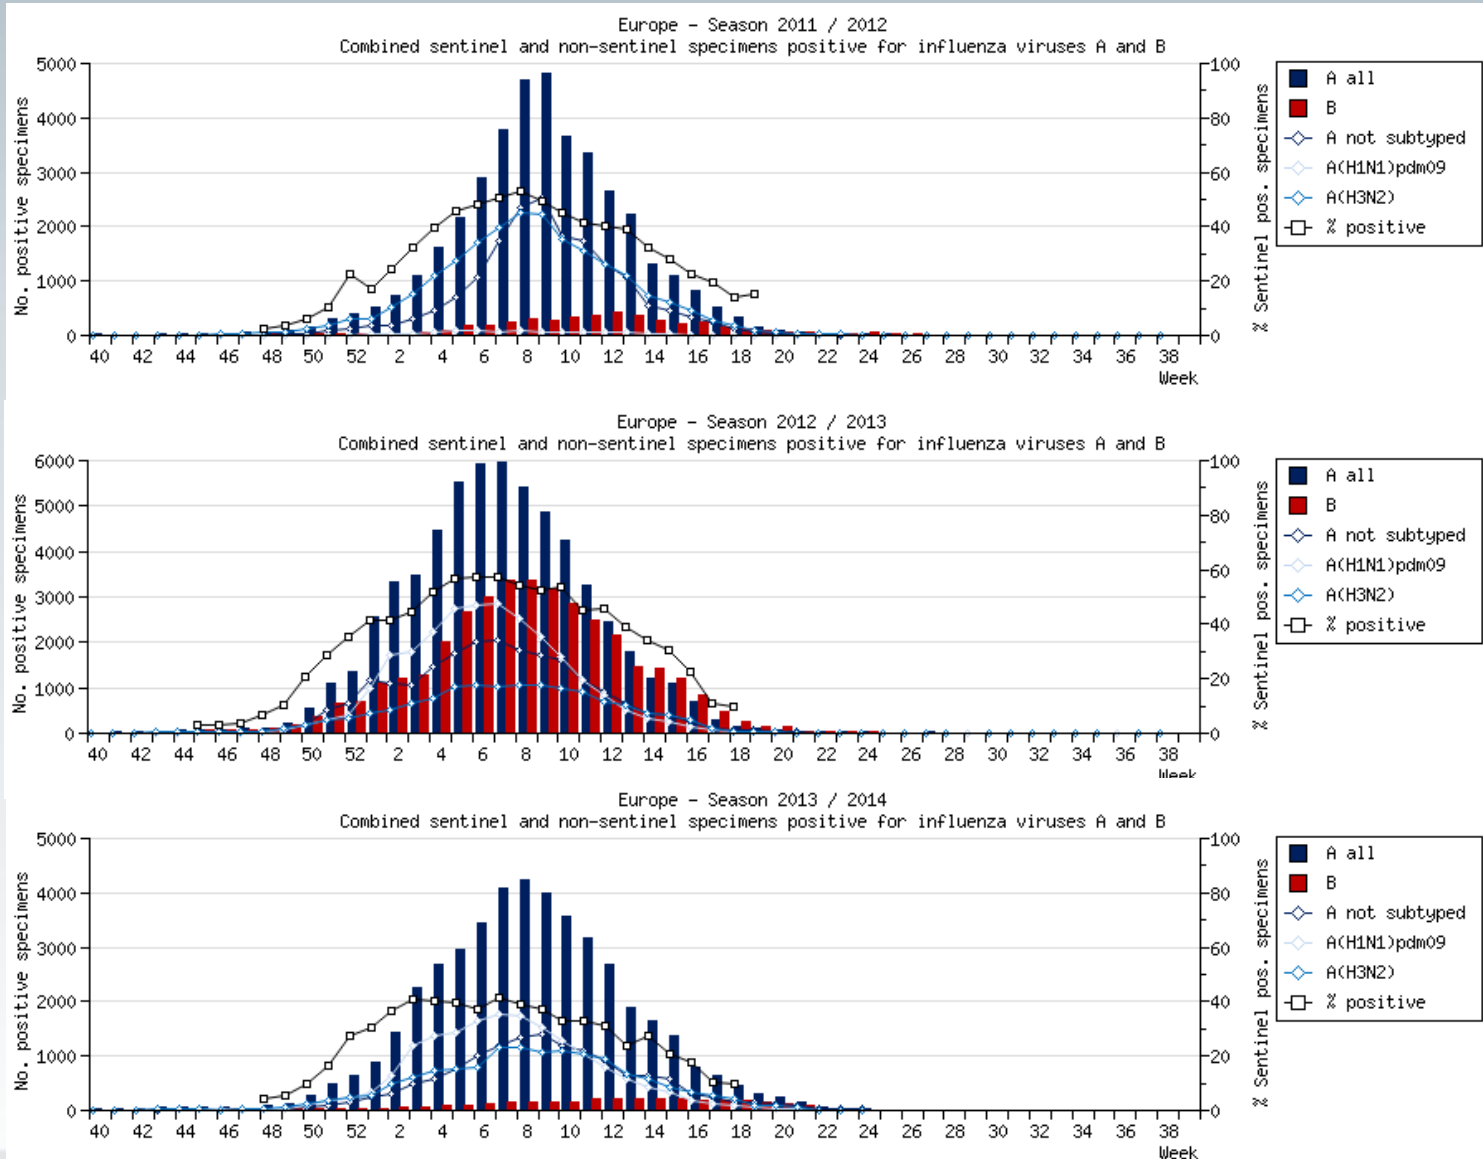 Europe - Season 2011 / 2012
Combined sentinel and non-sentinel specimens positive for influenza viruses A and B
No. positive specimens
5000
4000
3000
2000
1000
0
100
80
60
40
20
0
% Sentinel pos. specimens
40 42 44 46 48 50 52 2 4 6 8 10 12 14 16 18 20 22 24 26 28 30 32 34 36 38
Week
A all
B
A not subtyped
A(H1N1)pdm09
A(H3N2)
% positive
Europe - Season 2012 / 2013
Combined sentinel and non-sentinel specimens positive for influenza viruses A and B
No. positive specimens
6000
5000
4000
3000
2000
1000
0
100
80
60
40
20
0
% Sentinel pos. specimens
40 42 44 46 48 50 52 2 4 6 8 10 12 14 16 18 20 22 24 26 28 30 32 34 36 38
Week
A all
B
A not subtyped
A(H1N1)pdm09
A(H3N2)
% positive
Europe - Season 2013 / 2014
Combined sentinel and non-sentinel specimens positive for influenza viruses A and B
No. positive specimens
5000
4000
3000
2000
1000
0
100
80
60
40
20
0
% Sentinel pos. specimens
40 42 44 46 48 50 52 2 4 6 8 10 12 14 16 18 20 22 24 26 28 30 32 34 36 38
Week
A all
B
A not subtyped
A(H1N1)pdm09
A(H3N2)
% positive